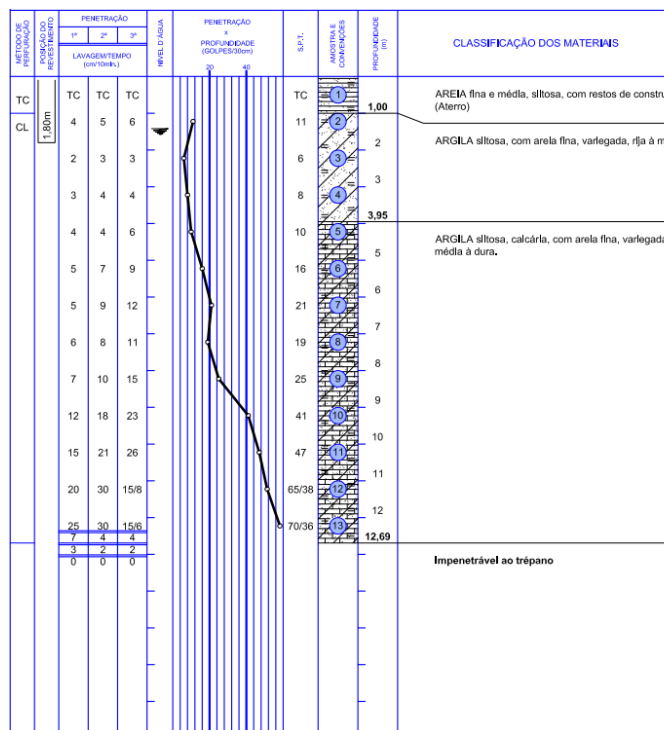 MÉTODO DE PERFURAÇÃO
POSIÇÃO DO REVESTIMENTO
PENETRAÇÃO
1ª 2ª 3ª
LAVAGEM/TEMPO
(cm/10min.)
NÍVEL D'ÁGUA
PENETRAÇÃO
x
PROFUNDIDADE
(GOLPES/30cm)
20 40
S.P.T.
AMOSTRA E CONVENÇÕES
PROFUNDIDADE (m)
CLASSIFICAÇÃO DOS MATERIAIS
TC TC TC TC TC 1 AREIA fina e média, siltosa, com restos de constru
1,00 (Aterro)
CL 1.80m 4 5 6 11 2
2 ARGILA siltosa, com areia fina, variegada, rija à m
2 3 3 6 3
3
3 4 4 8 4
3,95
4 4 6 10 5 ARGILA siltosa, calcária, com areia fina, variegada
5 média à dura.
5 7 9 16 6
6
5 9 12 21 7
7
6 8 11 19 8
8
7 10 15 25 9
9
12 18 23 41 10
10
15 21 26 47 11
11
20 30 15/8 65/38 12
12
25 30 15/6 70/36 13
7 4 4 12,69
3 2 2
0 0 0 Impenetrável ao trépano